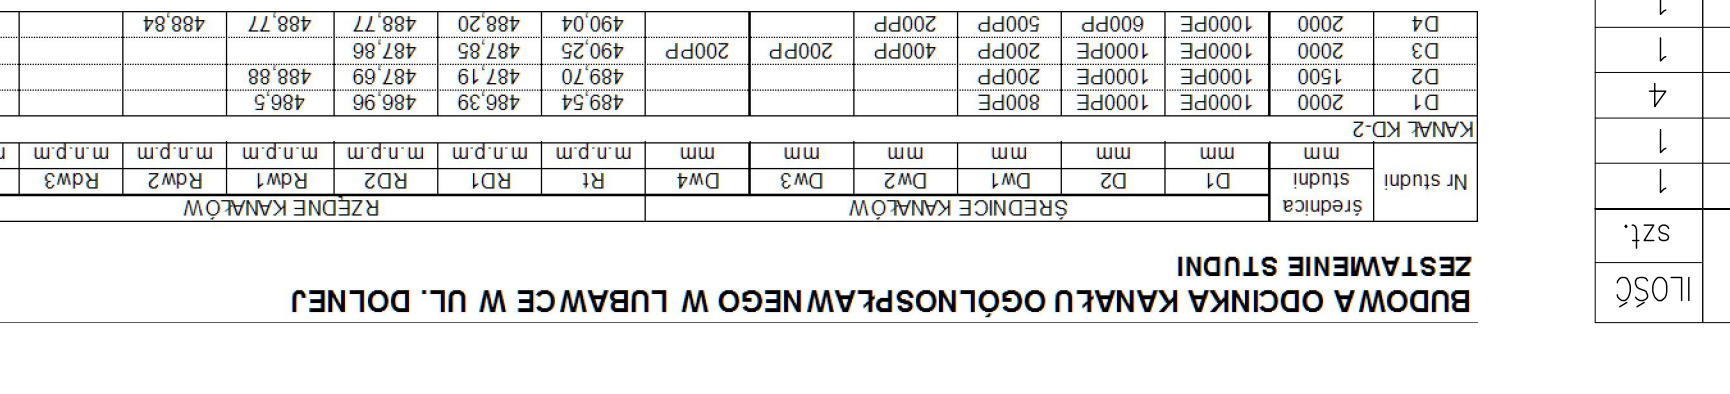 ILOŚĆ
szt.
1
1
4
1
1
BUDOWA ODCINKA KANAŁU OGÓLNOSPŁAWNEGO W LUBAWCE W UL. DOLNEJ
ZESTAWIENIE STUDNI
Nr studni średnica studni ŚREDNICE KANAŁÓW RZĘDNE KANAŁÓW
D1 D2 Dw1 Dw2 Dw3 Dw4 Rt RD1 RD2 Rdw1 Rdw2 Rdw3
mm mm mm mm mm mm mm m.n.p.m m.n.p.m m.n.p.m m.n.p.m m.n.p.m m.n.p.m
KANAŁ KD-2
D1 2000 1000PE 1000PE 800PE 489,54 486,39 486,96 486,5
D2 1500 1000PE 1000PE 200PP 489,70 487,19 487,69 488,88
D3 2000 1000PE 1000PE 200PP 400PP 200PP 200PP 490,25 487,85 487,86
D4 2000 1000PE 600PP 500PP 200PP 490,04 488,20 488,77 488,77 488,84